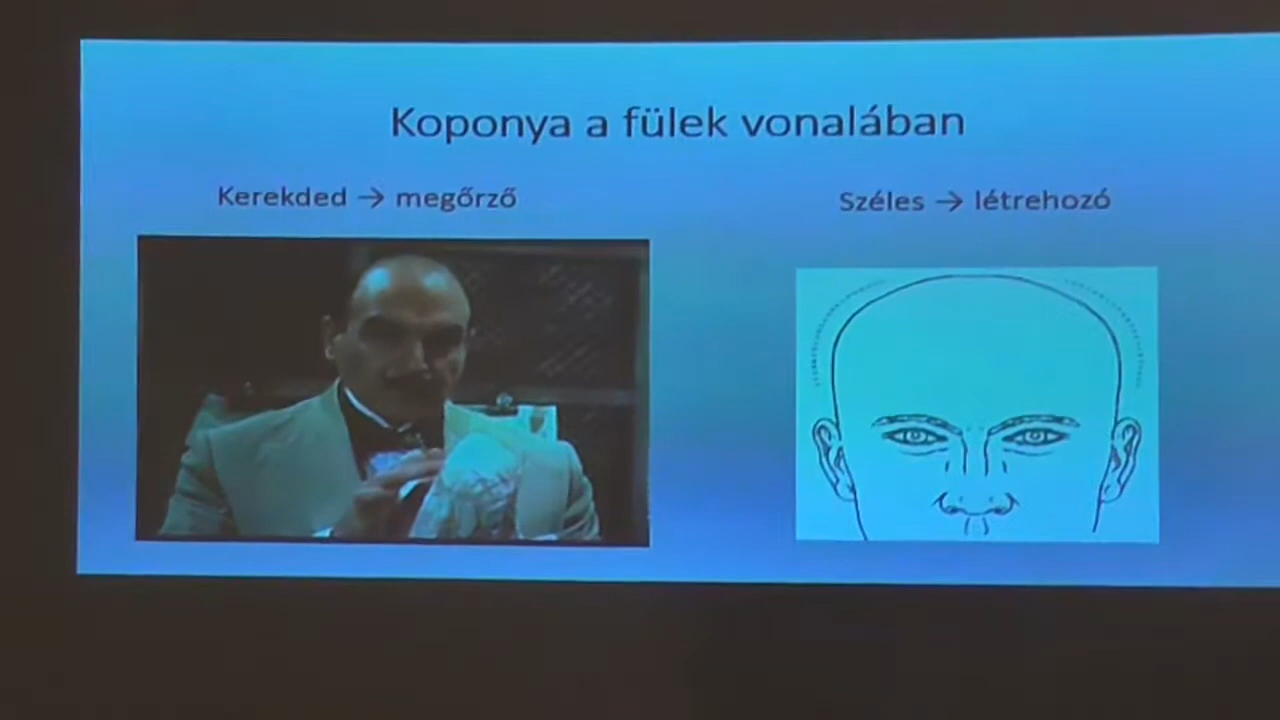 Koponya a fülek vonalában
Kerekded → megőrző
Széles → létrehozó